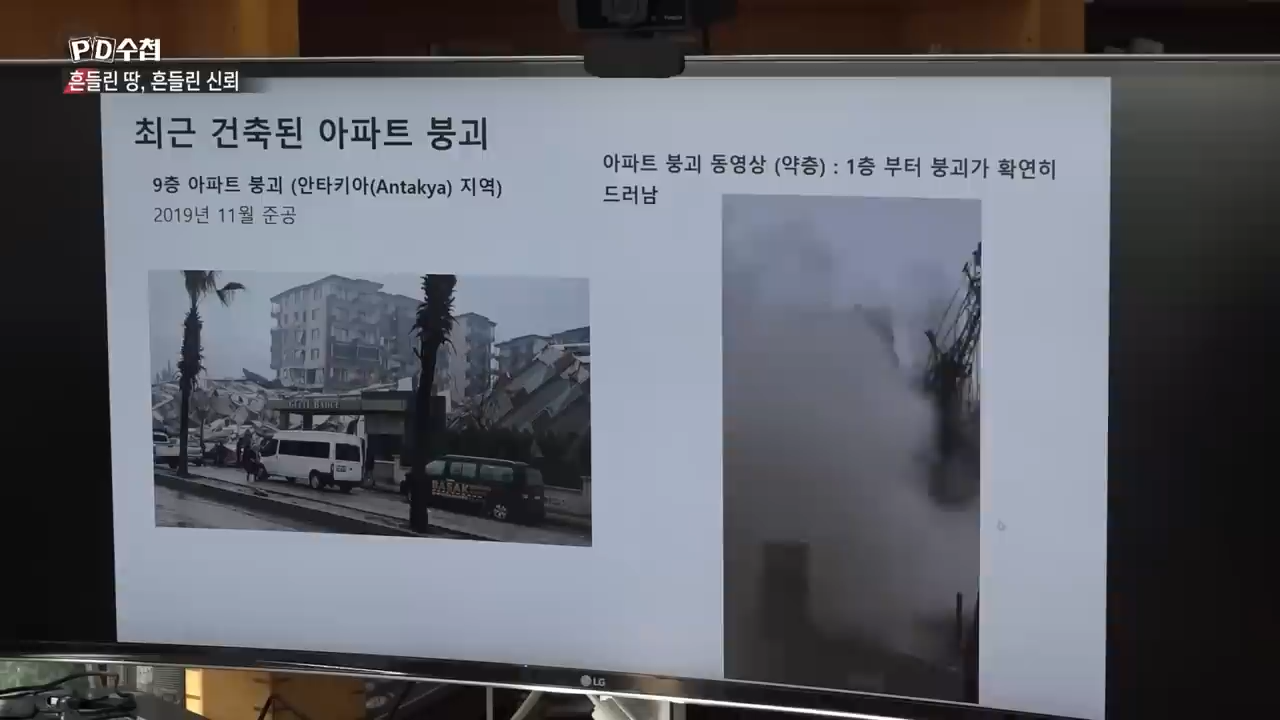 PD수첩
흔들린 땅, 흔들린 신뢰
최근 건축된 아파트 붕괴
9층 아파트 붕괴 (안타키아(Antakya) 지역)
2019년 11월 준공
아파트 붕괴 동영상 (약층) : 1층 부터 붕괴가 확연히
드러남
BABAK
LG